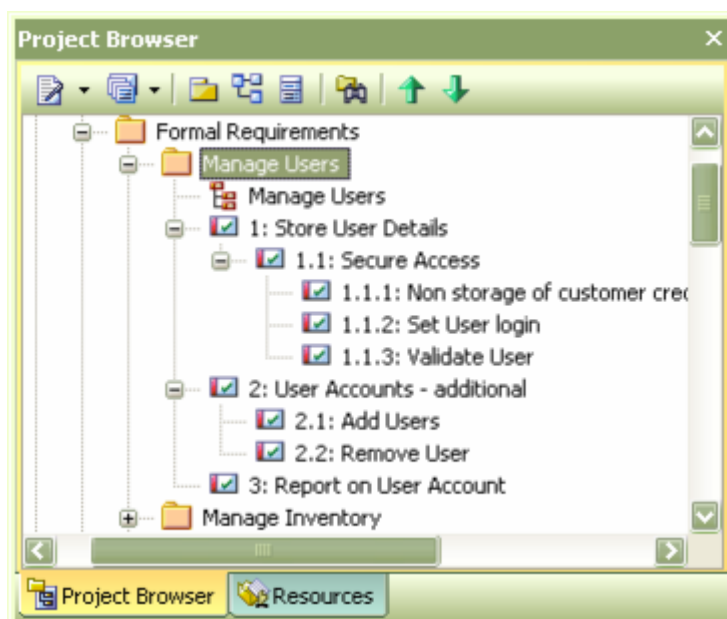 Project Browser
Formal Requirements
Manage Users
Manage Users
1: Store User Details
1.1: Secure Access
1.1.1: Non storage of customer cred
1.1.2: Set User login
1.1.3: Validate User
2: User Accounts - additional
2.1: Add Users
2.2: Remove User
3: Report on User Account
Manage Inventory
Project Browser Resources